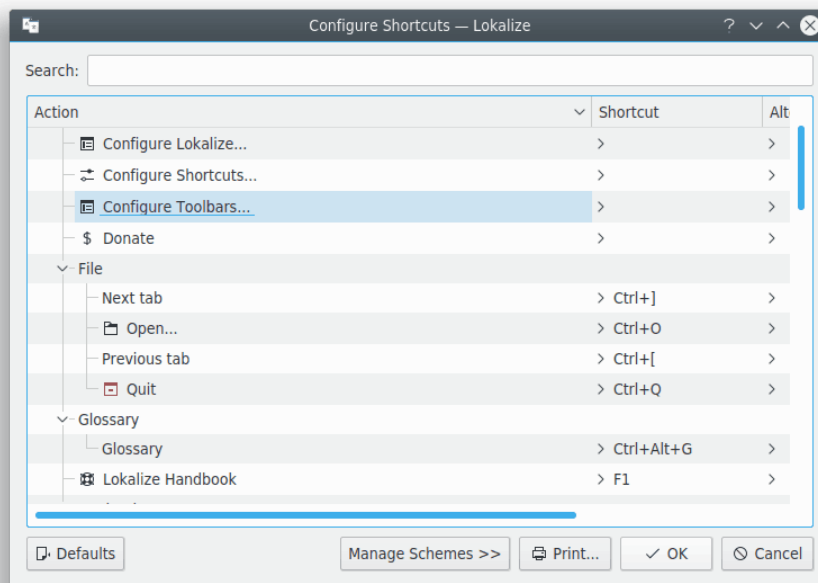 Configure Shortcuts — Lokalize
Search:
Action Shortcut Alt
Configure Lokalize...
Configure Shortcuts...
Configure Toolbars...
$ Donate
File
Next tab Ctrl+]
Open... Ctrl+O
Previous tab Ctrl+[
Quit Ctrl+Q
Glossary
Glossary Ctrl+Alt+G
Lokalize Handbook F1
Defaults Manage Schemes >> Print... OK Cancel